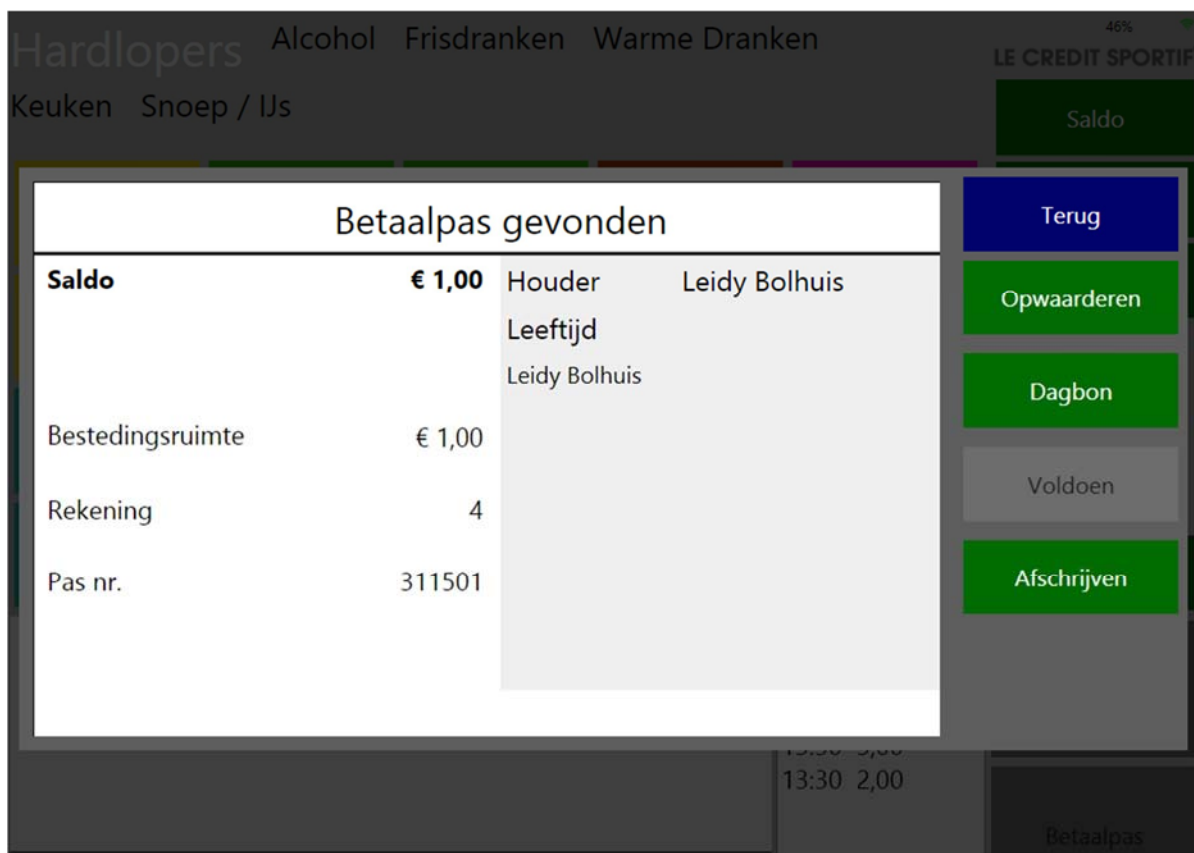 Hardlopers Alcohol Frisdranken Warme Dranken
46%
LE CREDIT SPORTIF
Keuken Snoep / IJs
Saldo
Betaalpas gevonden
Terug
Saldo € 1,00
Houder Leidy Bolhuis
Opwaarderen
Leeftijd
Leidy Bolhuis
Dagbon
Bestedingsruimte € 1,00
Voldoen
Rekening 4
Pas nr. 311501
Afschrijven
13:30 2,00
Betaalpas